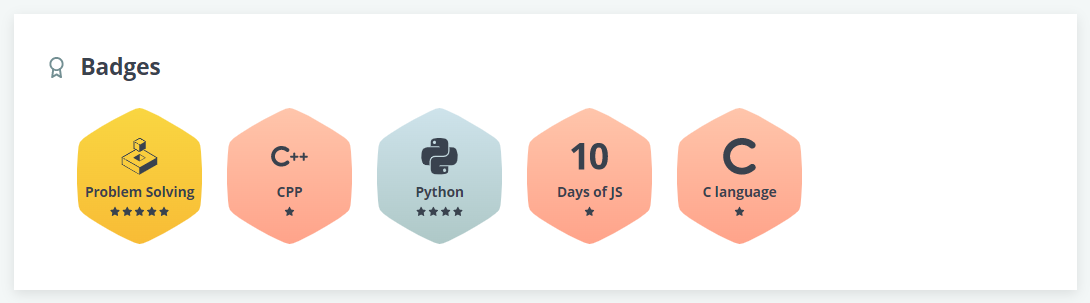 Badges
C++
CPP
Problem Solving
Python
10
Days of JS
C
C language